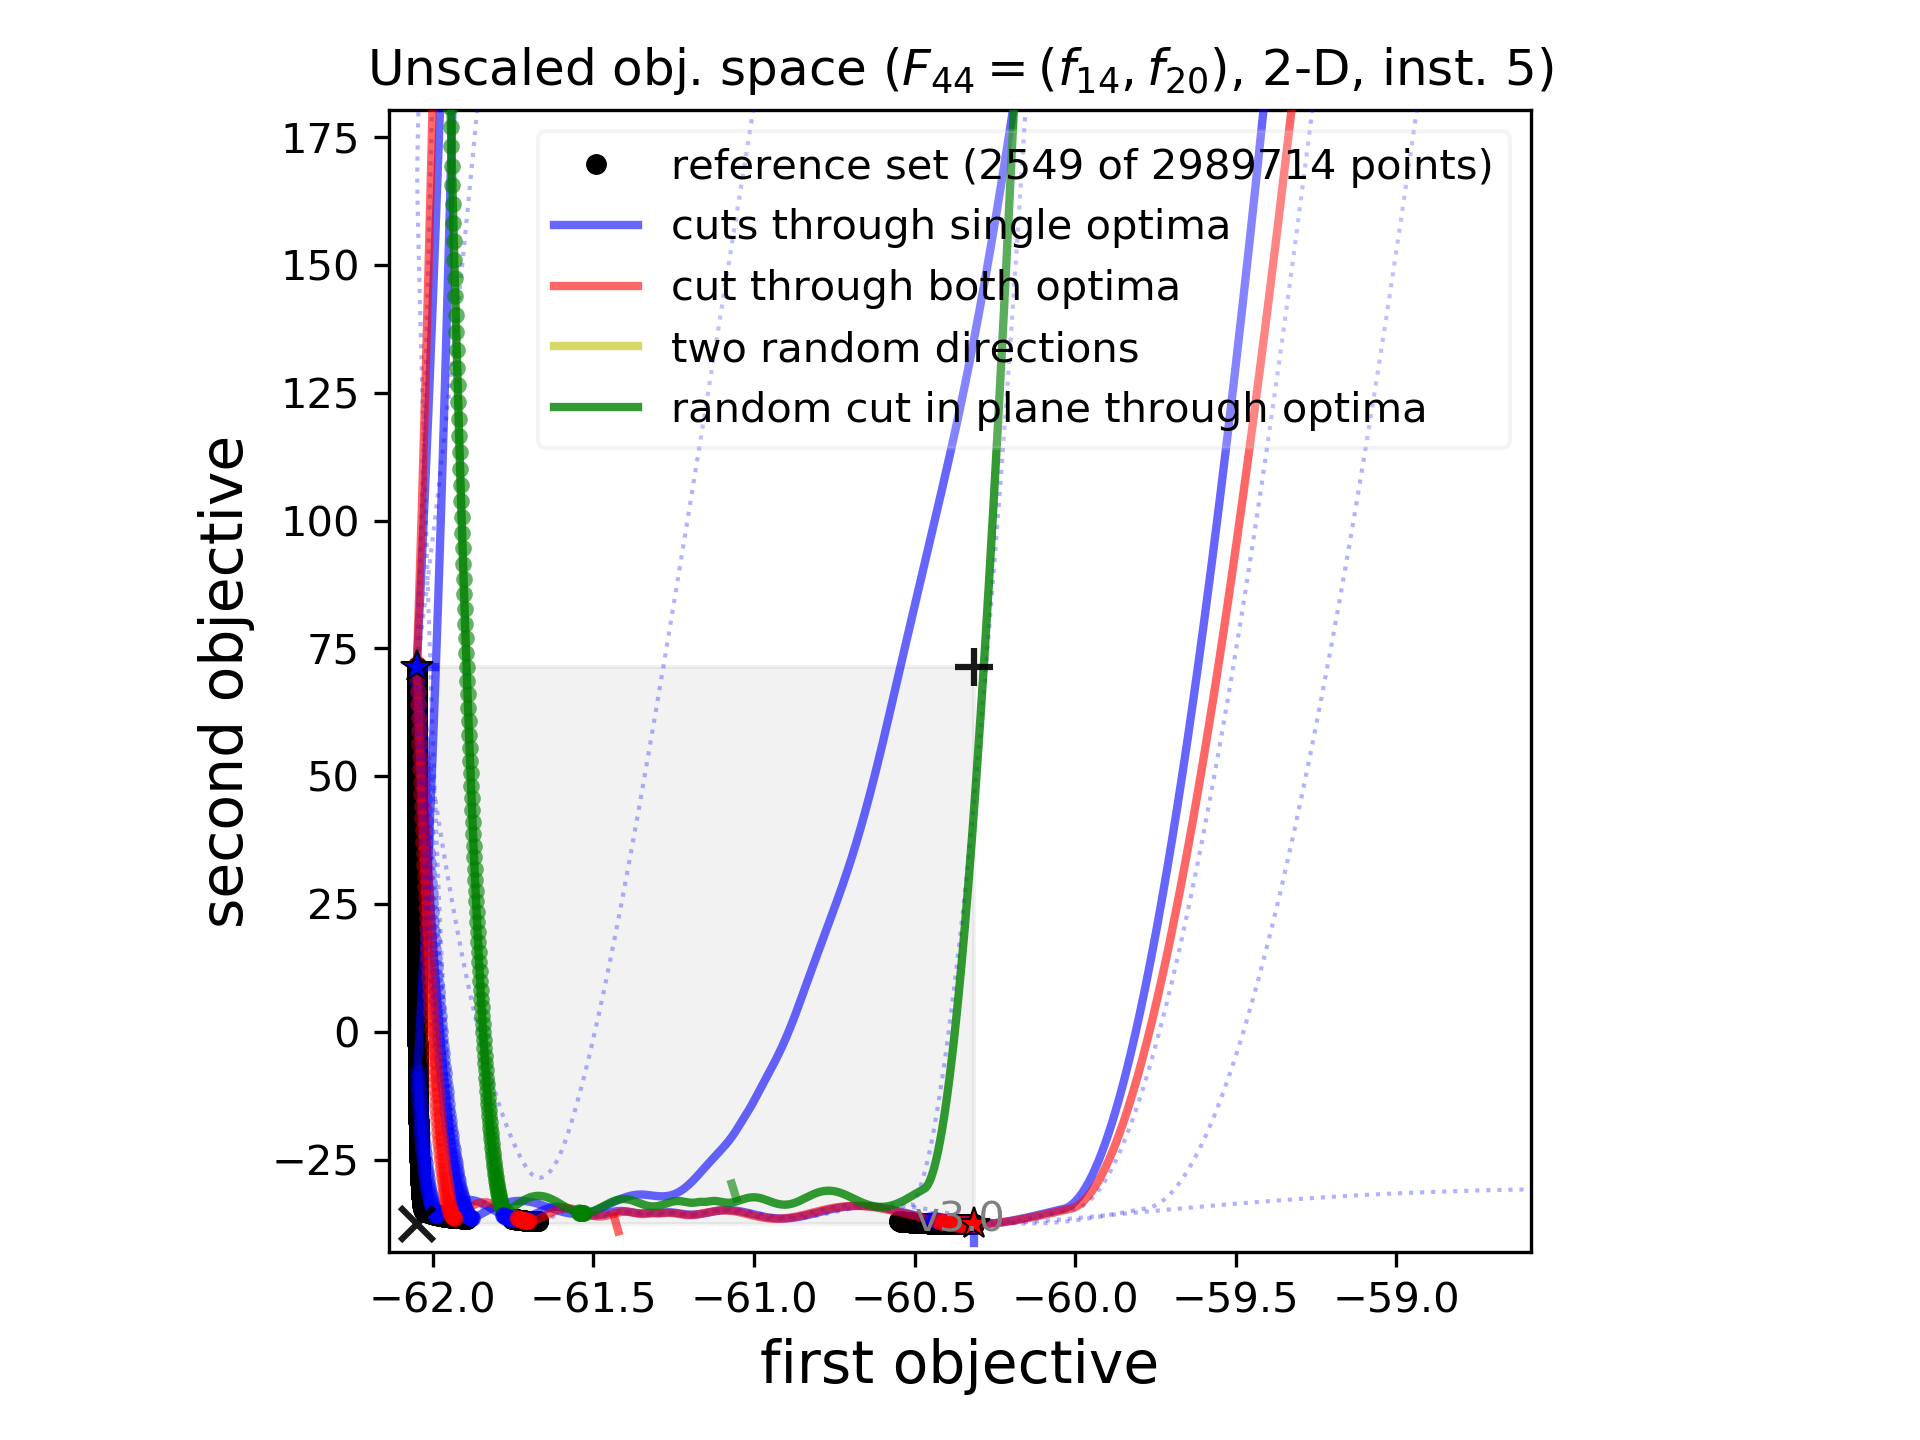 Unscaled obj. space (F₄₄ = (f₁₄, f₂₀), 2-D, inst. 5)
reference set (2549 of 2989714 points)
cuts through single optima
cut through both optima
two random directions
random cut in plane through optima
175
150
125
100
75
50
25
0
−25
second objective
v3.0
−62.0 −61.5 −61.0 −60.5 −60.0 −59.5 −59.0
first objective